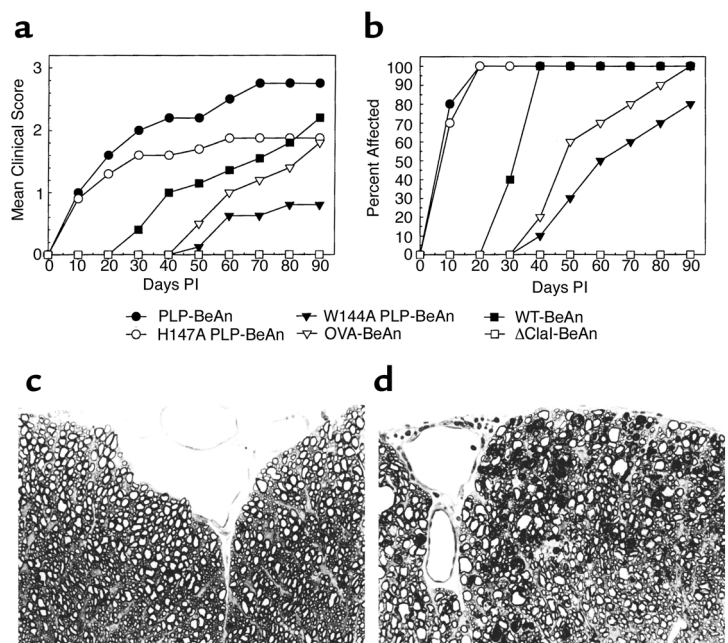 a
b
3
2
1
0
Mean Clinical Score
0 10 20 30 40 50 60 70 80 90
Days PI
100
90
80
70
60
50
40
30
20
10
0
Percent Affected
0 10 20 30 40 50 60 70 80 90
Days PI
PLP-BeAn
W144A PLP-BeAn
WT-BeAn
H147A PLP-BeAn
OVA-BeAn
ΔClaI-BeAn
c
d